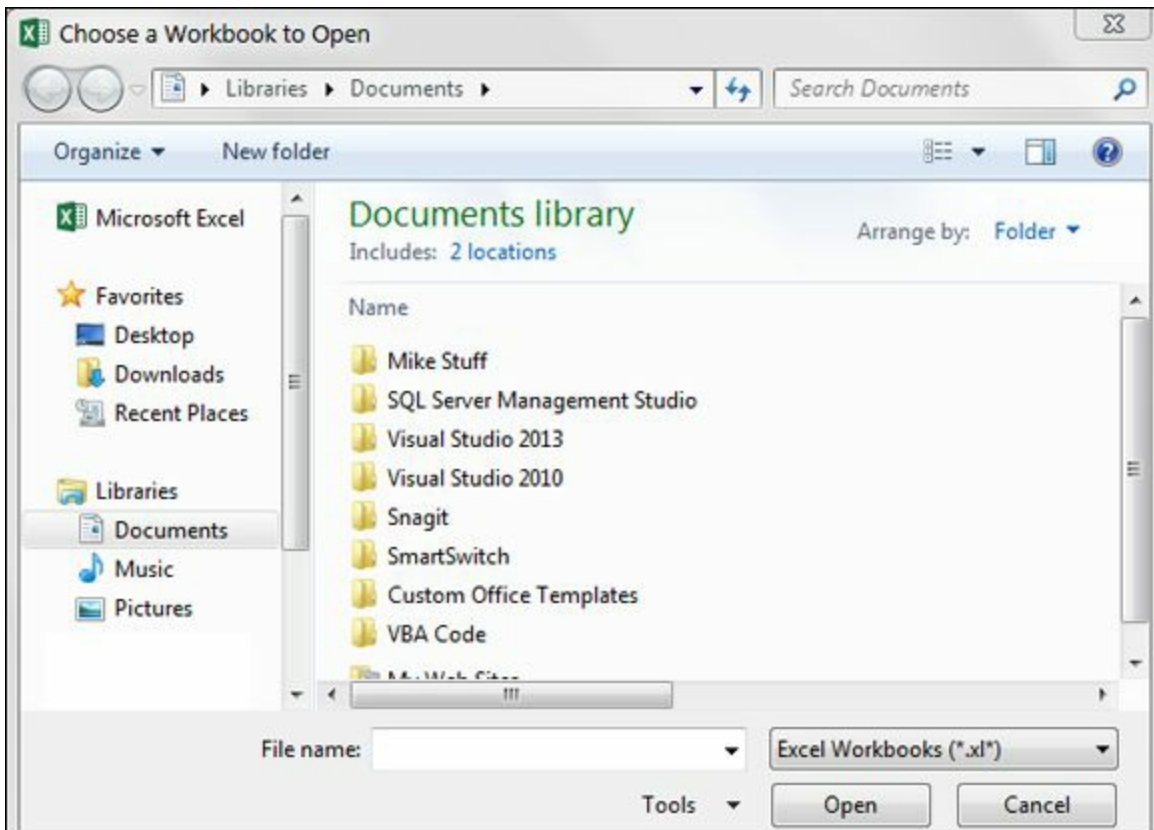 Choose a Workbook to Open
Libraries Documents
Search Documents
Organize New folder
Microsoft Excel
Favorites
Desktop
Downloads
Recent Places
Libraries
Documents
Music
Pictures
Documents library
Includes: 2 locations
Arrange by: Folder
Name
Mike Stuff
SQL Server Management Studio
Visual Studio 2013
Visual Studio 2010
Snagit
SmartSwitch
Custom Office Templates
VBA Code
My Web Sites
File name:
Excel Workbooks (*.xl*)
Tools Open Cancel